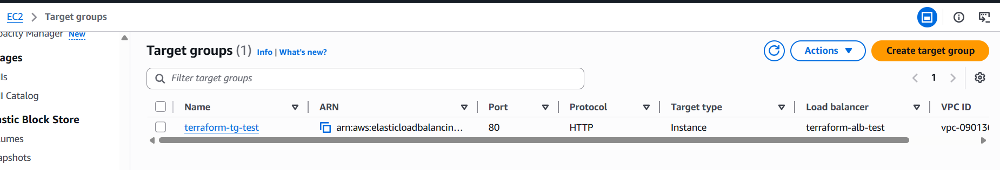 EC2 > Target groups
pacity Manager New
ages
Is
I Catalog
astic Block Store
umes
apshots
Target groups (1) Info | What's new?
Actions
Create target group
Filter target groups
1
Name ARN Port Protocol Target type Load balancer VPC ID
terraform-tg-test arn:aws:elasticloadbalancin... 80 HTTP Instance terraform-alb-test vpc-09013